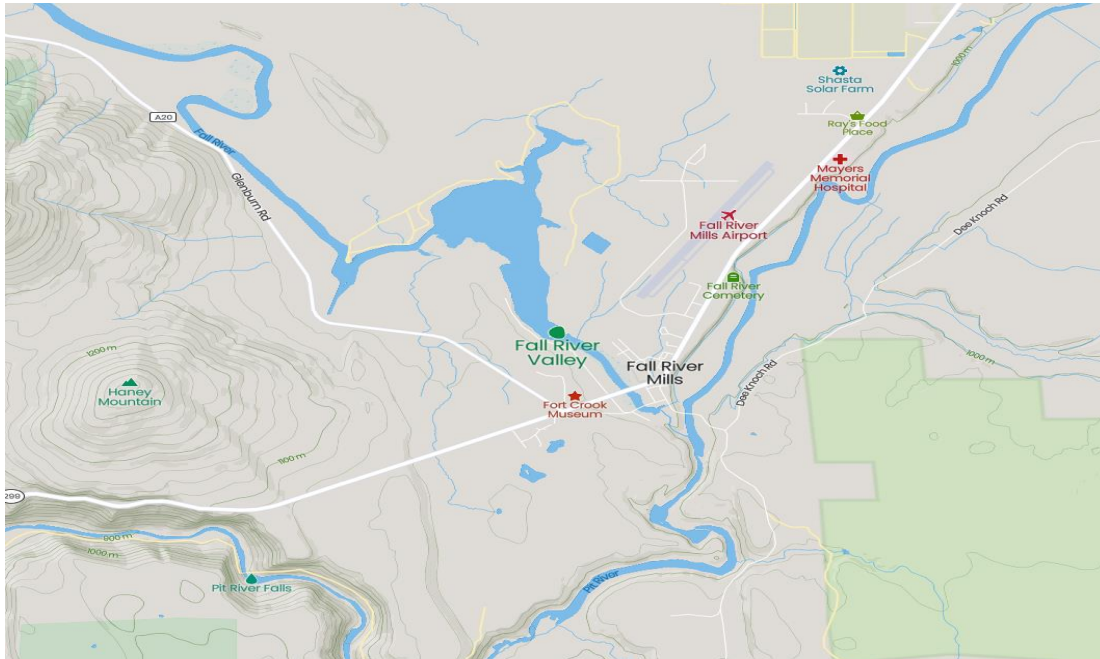 Shasta
Solar Farm
1000 m
Ray's Food
Place
A20
Fall River
Mayers
Memorial
Hospital
Glenburn Rd
Dee Knoch Rd
Fall River
Mills Airport
Fall River
Cemetery
Fall River
Valley
1200 m
1000 m
Fall River
Mills
Dee Knoch Rd
Haney
Mountain
Fort Crook
Museum
1100 m
299
900 m
1000 m
Pit River
Pit River Falls